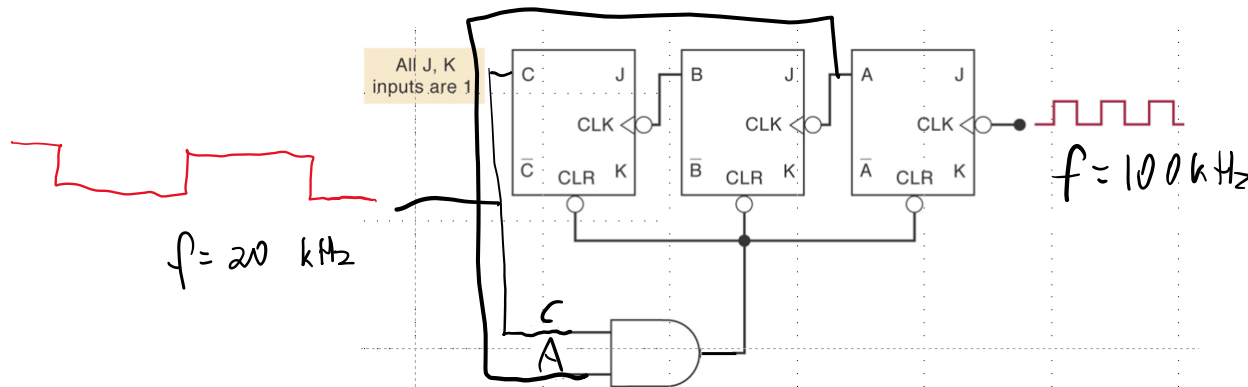 All J, K
inputs are 1
C J
CLK
C̅ CLR K
B J
CLK
B̅ CLR K
A J
CLK
A̅ CLR K
f = 100 kHz
f = 20 kHz
C
A